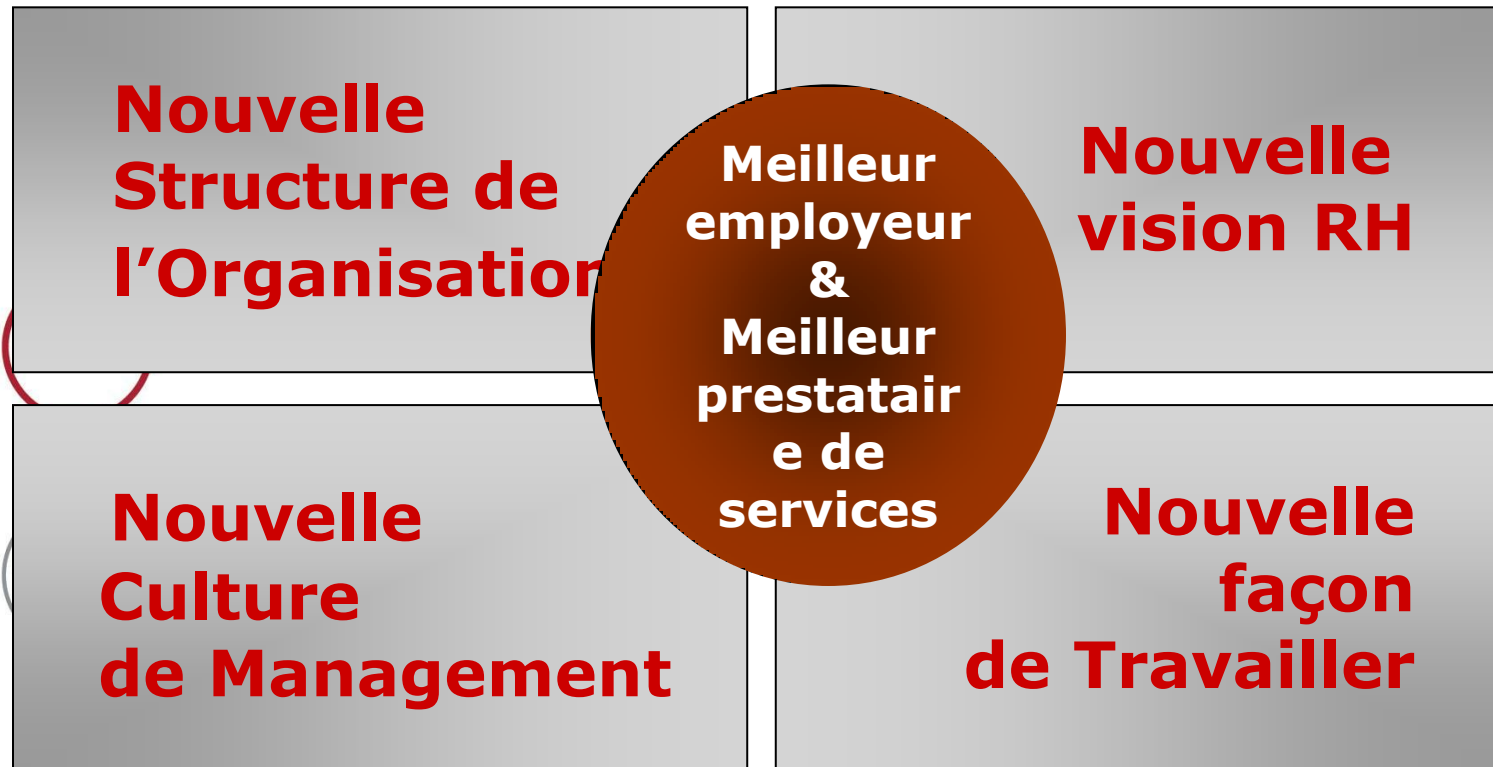 Nouvelle
Structure de
l’Organisation
Meilleur
employeur
&
Meilleur
prestatair
e de
services
Nouvelle
vision RH
Nouvelle
Culture
de Management
Nouvelle
façon
de Travailler